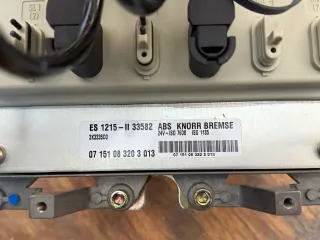 ES 1215-II 33582 ABS KNORR BREMSE
2X3335D0 24V-ISO 7638 ISO 1185
07 151 08 320 3 013
07 151 08 320 3 013